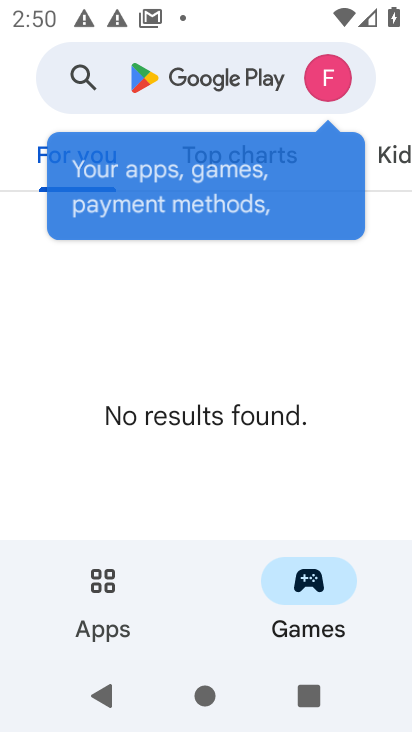 2:50
Google Play
F
For you
Top charts
Kid
Your apps, games,
payment methods,
No results found.
Apps
Games